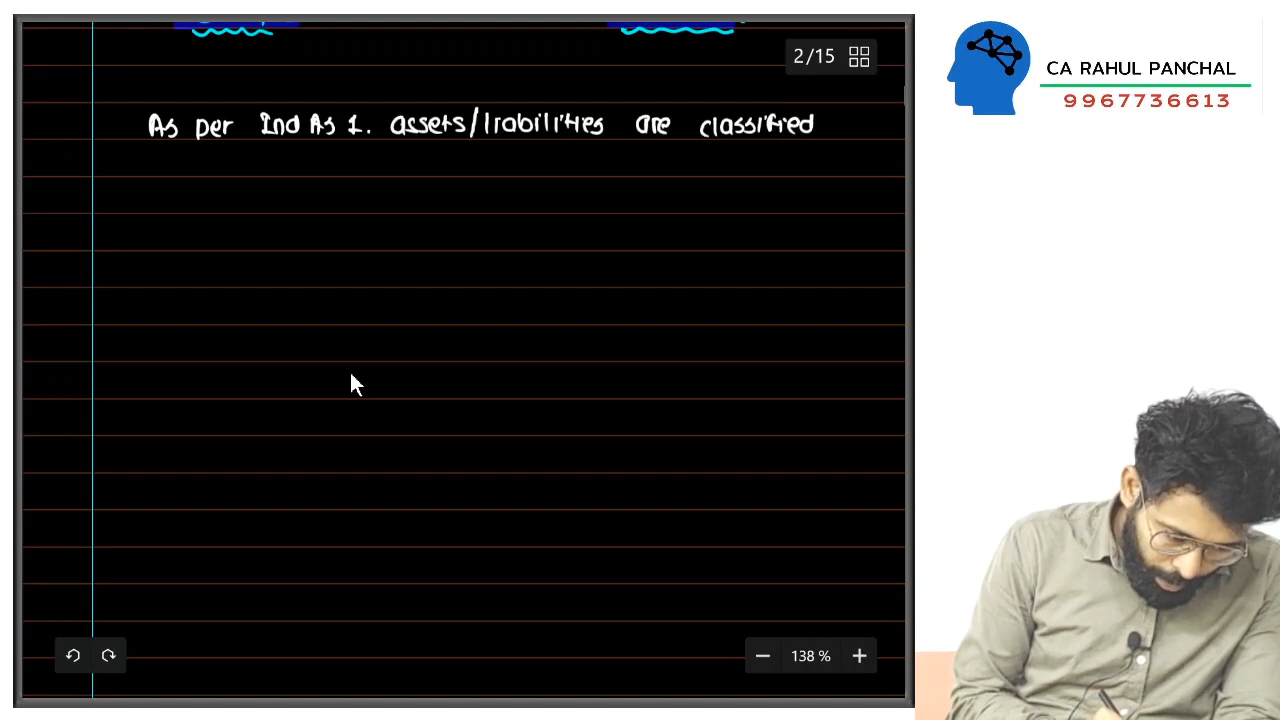 2/15
CA RAHUL PANCHAL
9967736613
As per Ind As 1. assets/liabilities are classified
138 %